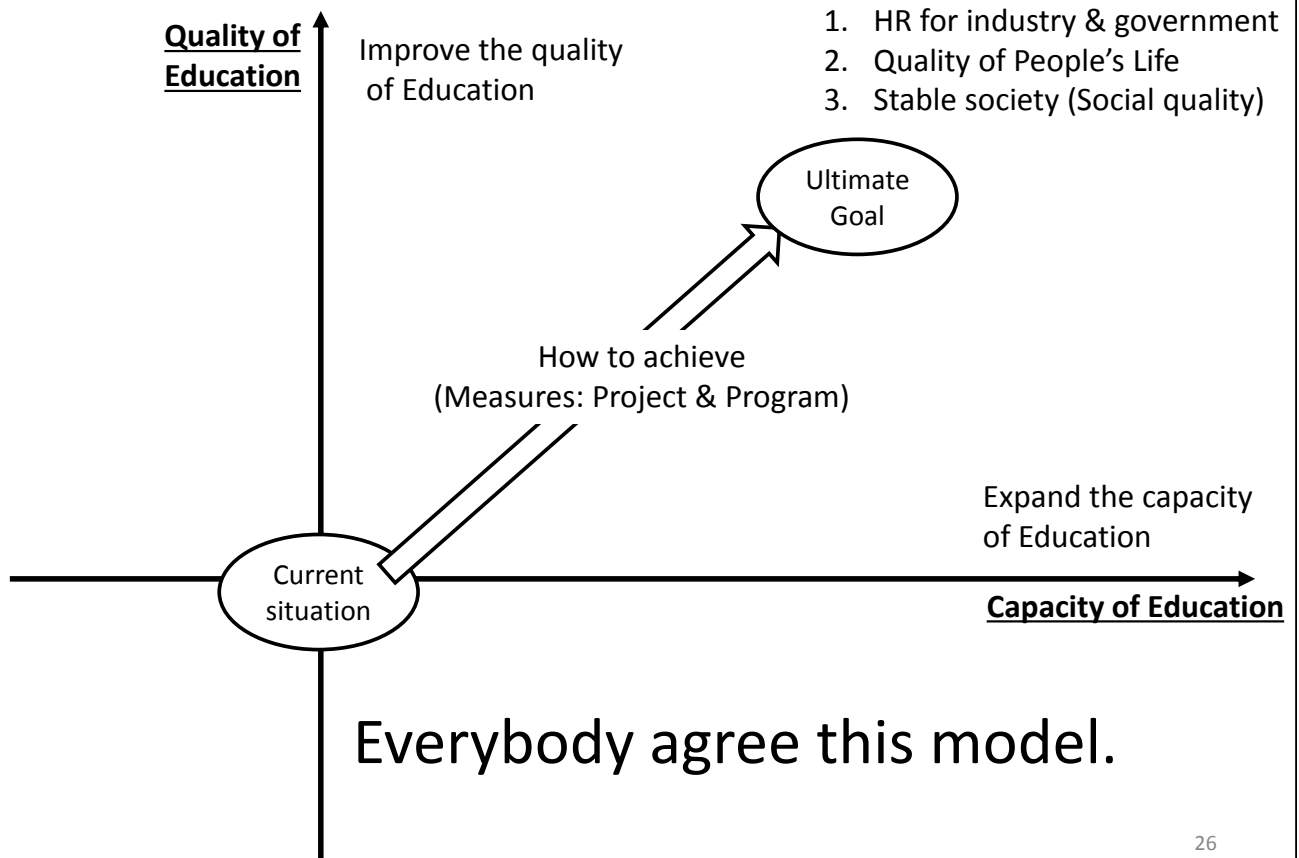 Quality of
Education
Improve the quality
of Education
1. HR for industry & government
2. Quality of People’s Life
3. Stable society (Social quality)
Ultimate
Goal
How to achieve
(Measures: Project & Program)
Expand the capacity
of Education
Current
situation
Capacity of Education
Everybody agree this model.
26